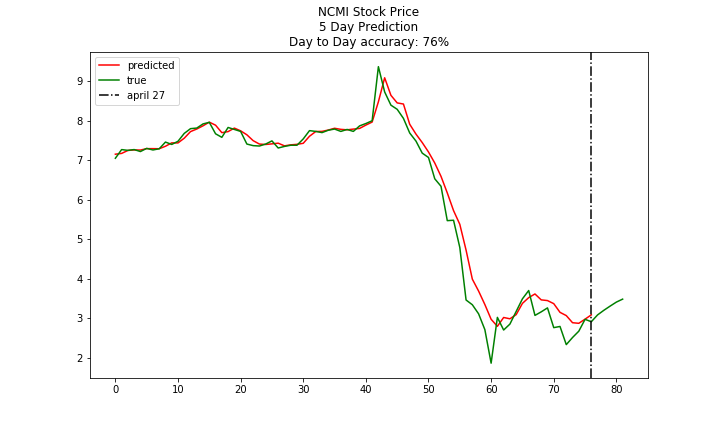 NCMI Stock Price
5 Day Prediction
Day to Day accuracy: 76%
predicted
true
april 27
9
8
7
6
5
4
3
2
0 10 20 30 40 50 60 70 80